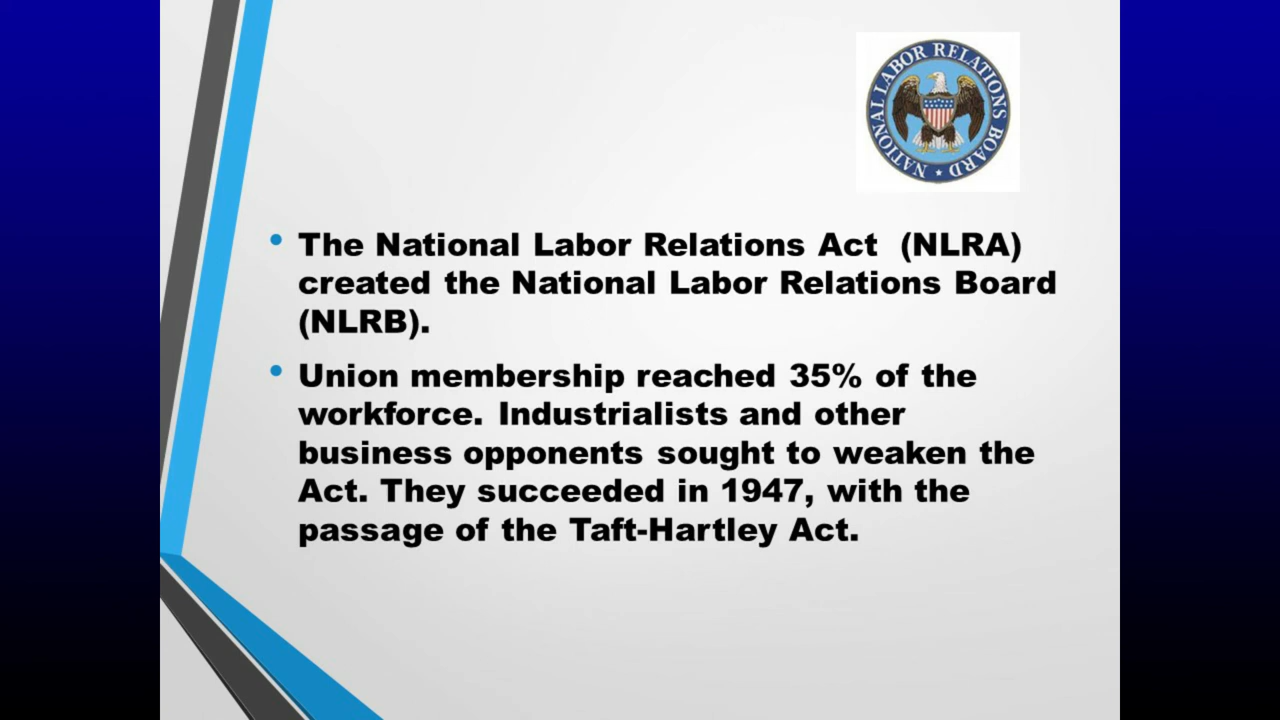 NATIONAL LABOR RELATIONS BOARD
• The National Labor Relations Act  (NLRA)
created the National Labor Relations Board
(NLRB).
• Union membership reached 35% of the
workforce. Industrialists and other
business opponents sought to weaken the
Act. They succeeded in 1947, with the
passage of the Taft-Hartley Act.